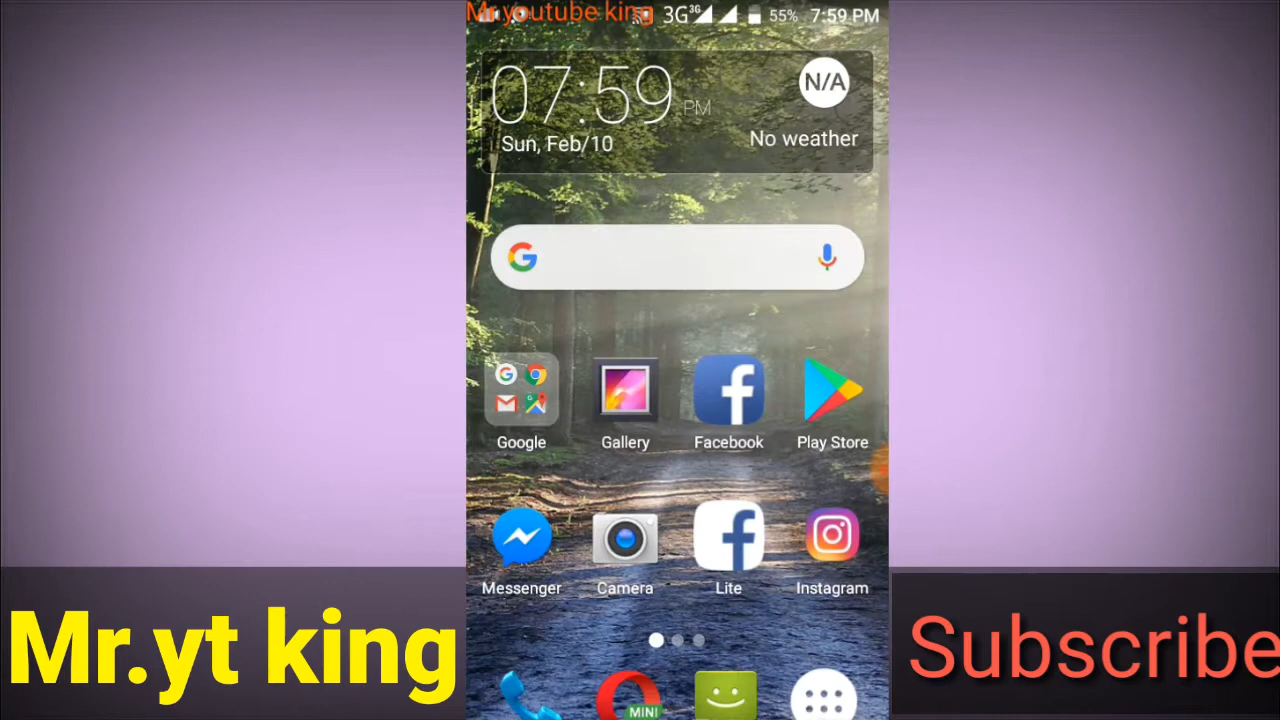 Mr.youtube king 3G 3G 55% 7:59 PM
07:59 PM
N/A
Sun, Feb/10
No weather
G
Google
Gallery
Facebook
Play Store
Messenger
Camera
Lite
Instagram
Mr.yt king
Subscribe
MINI